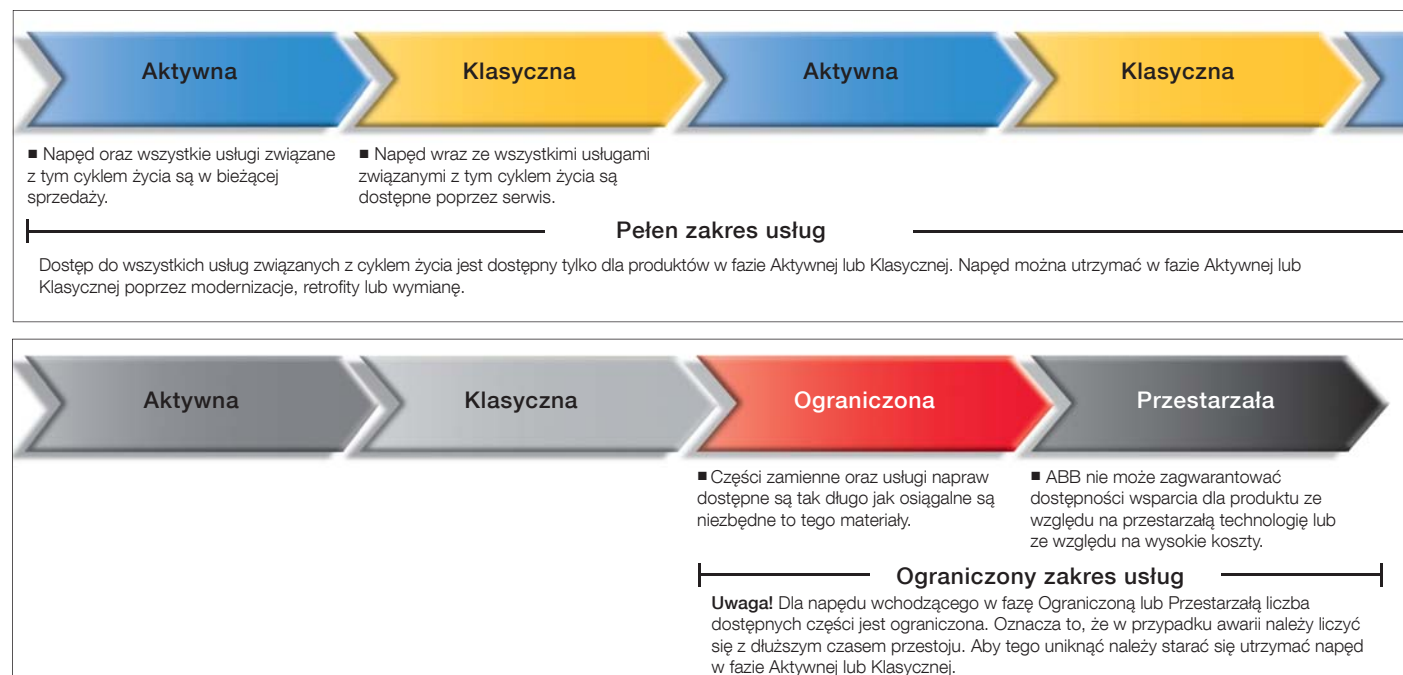 Aktywna Klasyczna Aktywna Klasyczna
■ Napęd oraz wszystkie usługi związane
z tym cyklem życia są w bieżącej
sprzedaży.
■ Napęd wraz ze wszystkimi usługami
związanymi z tym cyklem życia są
dostępne poprzez serwis.
Pełen zakres usług
Dostęp do wszystkich usług związanych z cyklem życia jest dostępny tylko dla produktów w fazie Aktywnej lub Klasycznej. Napęd można utrzymać w fazie Aktywnej lub
Klasycznej poprzez modernizacje, retrofity lub wymianę.
Aktywna Klasyczna Ograniczona Przestarzała
■ Części zamienne oraz usługi napraw
dostępne są tak długo jak osiągalne są
niezbędne to tego materiały.
■ ABB nie może zagwarantować
dostępności wsparcia dla produktu ze
względu na przestarzałą technologię lub
ze względu na wysokie koszty.
Ograniczony zakres usług
Uwaga! Dla napędu wchodzącego w fazę Ograniczoną lub Przestarzałą liczba
dostępnych części jest ograniczona. Oznacza to, że w przypadku awarii należy liczyć
się z dłuższym czasem przestoju. Aby tego uniknąć należy starać się utrzymać napęd
w fazie Aktywnej lub Klasycznej.